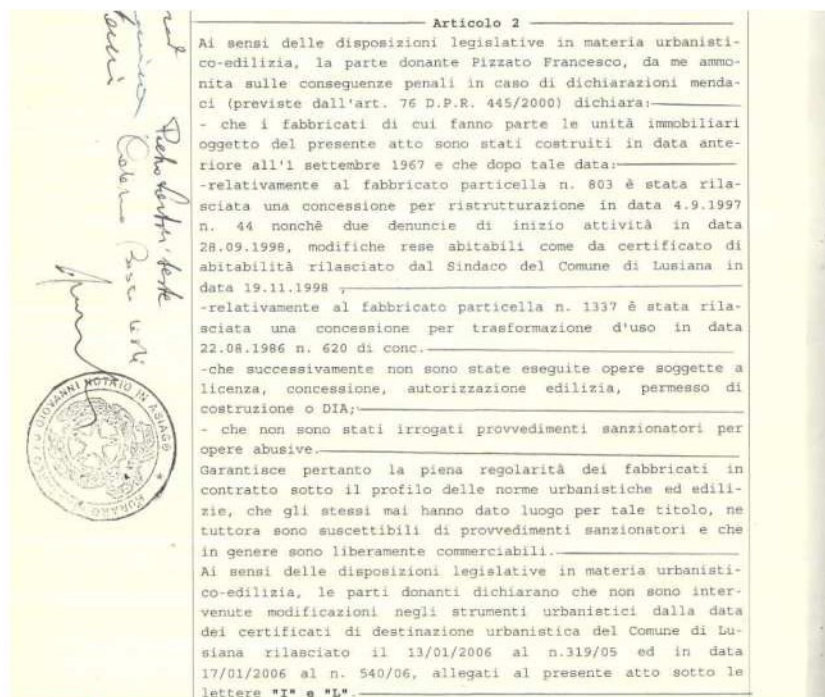 Articolo 2
Ai sensi delle disposizioni legislative in materia urbanisti-
co-edilizia, la parte donante Pizzato Francesco, da me ammo-
nita sulle conseguenze penali in caso di dichiarazioni menda-
ci (previste dall'art. 76 D.P.R. 445/2000) dichiara:
- che i fabbricati di cui fanno parte le unità immobiliari
oggetto del presente atto sono stati costruiti in data ante-
riore all'1 settembre 1967 e che dopo tale data:
-relativamente al fabbricato particella n. 803 è stata rila-
sciata una concessione per ristrutturazione in data 4.9.1997
n. 44 nonchè due denuncie di inizio attività in data
28.09.1998, modifiche rese abitabili come da certificato di
abitabilità rilasciato dal Sindaco del Comune di Lusiana in
data 19.11.1998 ,
-relativamente al fabbricato particella n. 1337 è stata rila-
sciata una concessione per trasformazione d'uso in data
22.08.1986 n. 620 di conc.
-che successivamente non sono state eseguite opere soggette a
licenza, concessione, autorizzazione edilizia, permesso di
costruzione o DIA;
- che non sono stati irrogati provvedimenti sanzionatori per
opere abusive.
Garantisce pertanto la piena regolarità dei fabbricati in
contratto sotto il profilo delle norme urbanistiche ed edili-
zie, che gli stessi mai hanno dato luogo per tale titolo, ne
tuttora sono suscettibili di provvedimenti sanzionatori e che
in genere sono liberamente commerciabili.
Ai sensi delle disposizioni legislative in materia urbanisti-
co-edilizia, le parti donanti dichiarano che non sono inter-
venute modificazioni negli strumenti urbanistici dalla data
dei certificati di destinazione urbanistica del Comune di Lu-
siana rilasciato il 13/01/2006 al n.319/05 ed in data
17/01/2006 al n. 540/06, allegati al presente atto sotto le
lettere "I" e "L".
GIOVANNI NOTAIO IN ASIAGO